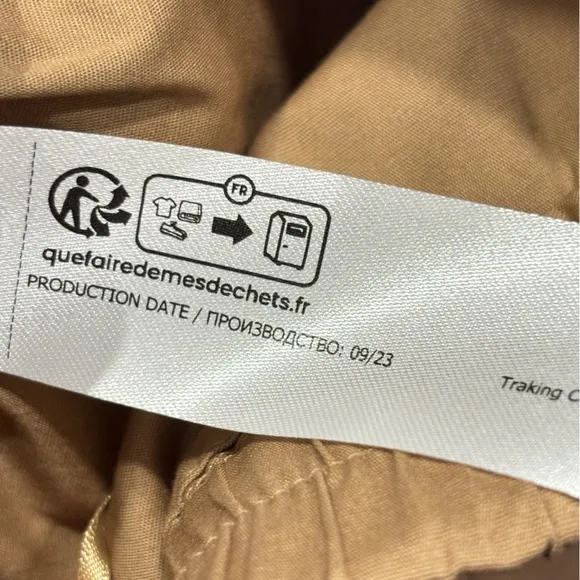 FR
quefairedemesdechets.fr
PRODUCTION DATE / ПРОИЗВОДСТВО: 09/23
Traking C